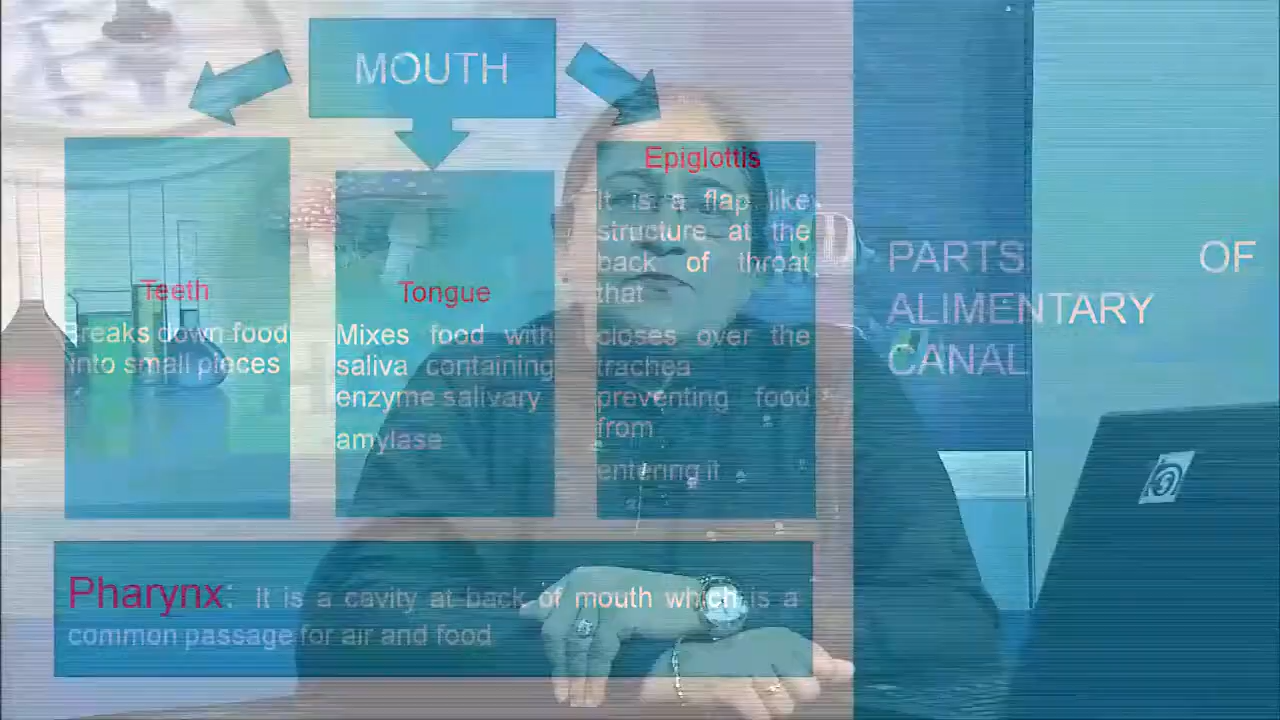 MOUTH
Teeth
Breaks down food
into small pieces
Tongue
Mixes food with
saliva containing
enzyme salivary
amylase
Epiglottis
It is a flap like
structure at the
back of throat
that
closes over the
trachea
preventing food
from
entering it
Pharynx: It is a cavity at back of mouth which is a
common passage for air and food
PARTS OF
ALIMENTARY
CANAL